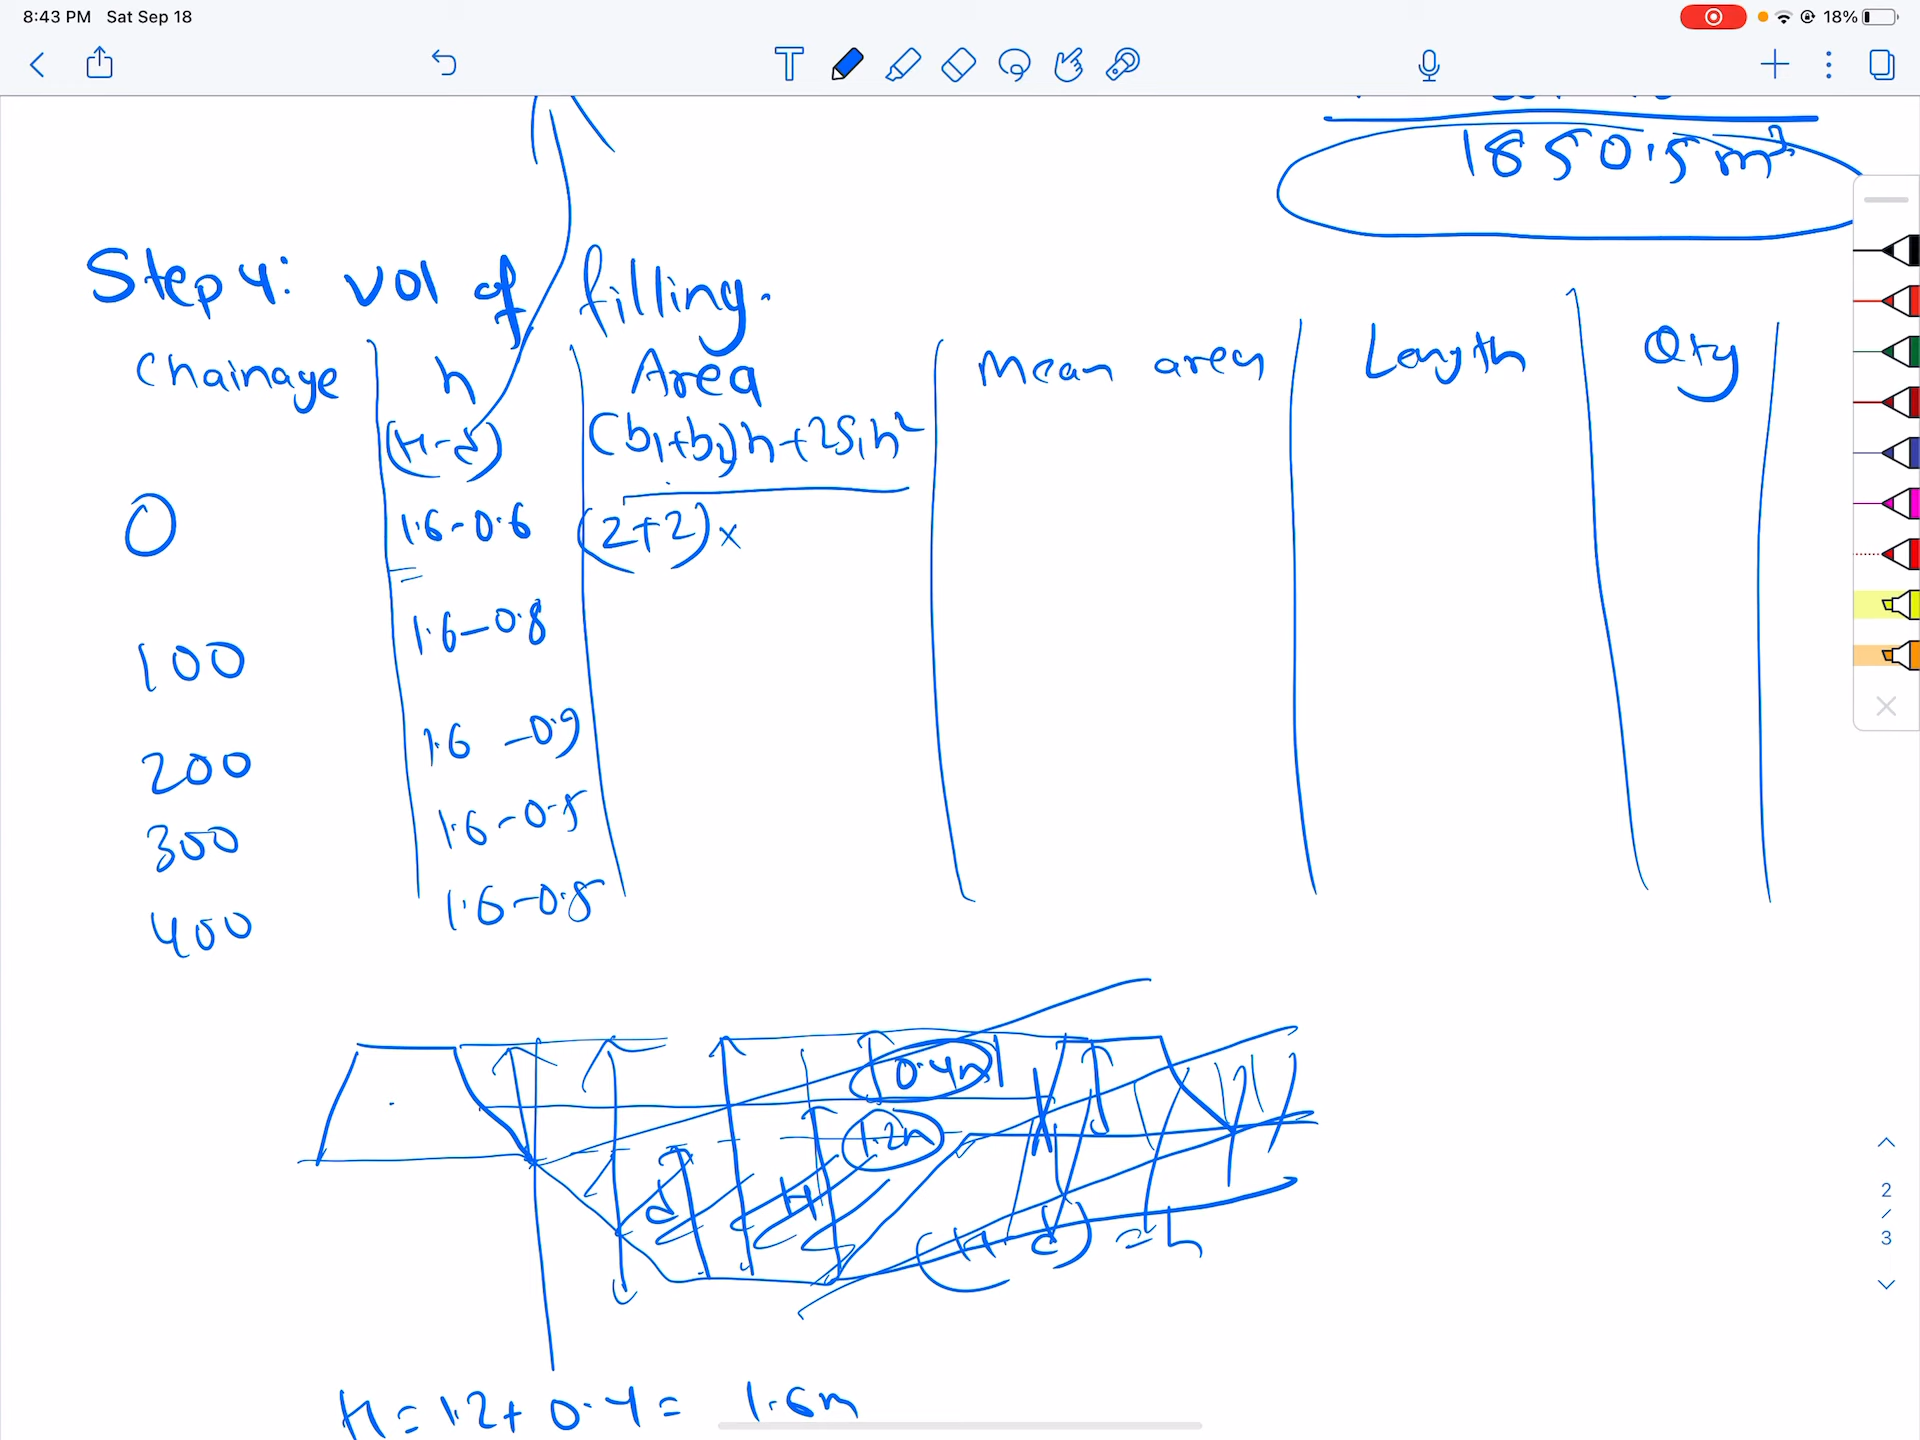 8:43 PM Sat Sep 18
18%
T
1850.5 m³
Step 4: vol of filling.
Chainage h Area Mean area Length Qty
(H-d) (b1+b2)h+2S1h²
0 1.6-0.6 (2+2)x
=
100 1.6-0.8
200 1.6-0.9
300 1.6-0.8
400 1.6-0.8
0.4m
1.2m
d H
(H d) =h
2
3
H=1.2+0.4= 1.6m